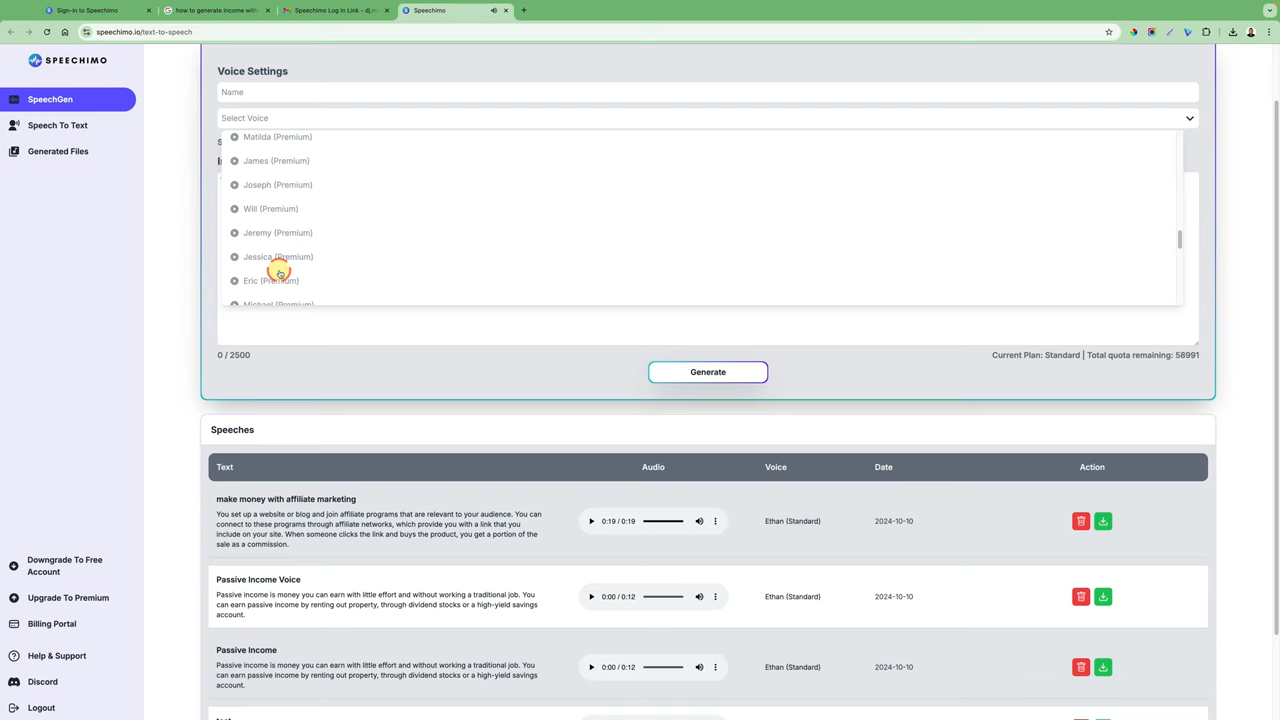 Sign-in to Speechimo
how to generate income with
Speechimo Log In Link – dj.m
Speechimo
speechimo.io/text-to-speech
SPEECHIMO
SpeechGen
Speech To Text
Generated Files
Voice Settings
Name
Select Voice
Matilda (Premium)
James (Premium)
Joseph (Premium)
Will (Premium)
Jeremy (Premium)
Jessica (Premium)
Eric (Premium)
Michael (Premium)
0 / 2500
Current Plan: Standard | Total quota remaining: 58991
Generate
Speeches
Text Audio Voice Date Action
make money with affiliate marketing
You set up a website or blog and join affiliate programs that are relevant to your audience. You can
connect to these programs through affiliate networks, which provide you with a link that you
include on your site. When someone clicks the link and buys the product, you get a portion of the
sale as a commission.
0:19 / 0:19
Ethan (Standard)
2024-10-10
Passive Income Voice
Passive income is money you can earn with little effort and without working a traditional job. You
can earn passive income by renting out property, through dividend stocks or a high-yield savings
account.
0:00 / 0:12
Ethan (Standard)
2024-10-10
Passive Income
Passive income is money you can earn with little effort and without working a traditional job. You
can earn passive income by renting out property, through dividend stocks or a high-yield savings
account.
0:00 / 0:12
Ethan (Standard)
2024-10-10
Downgrade To Free
Account
Upgrade To Premium
Billing Portal
Help & Support
Discord
Logout